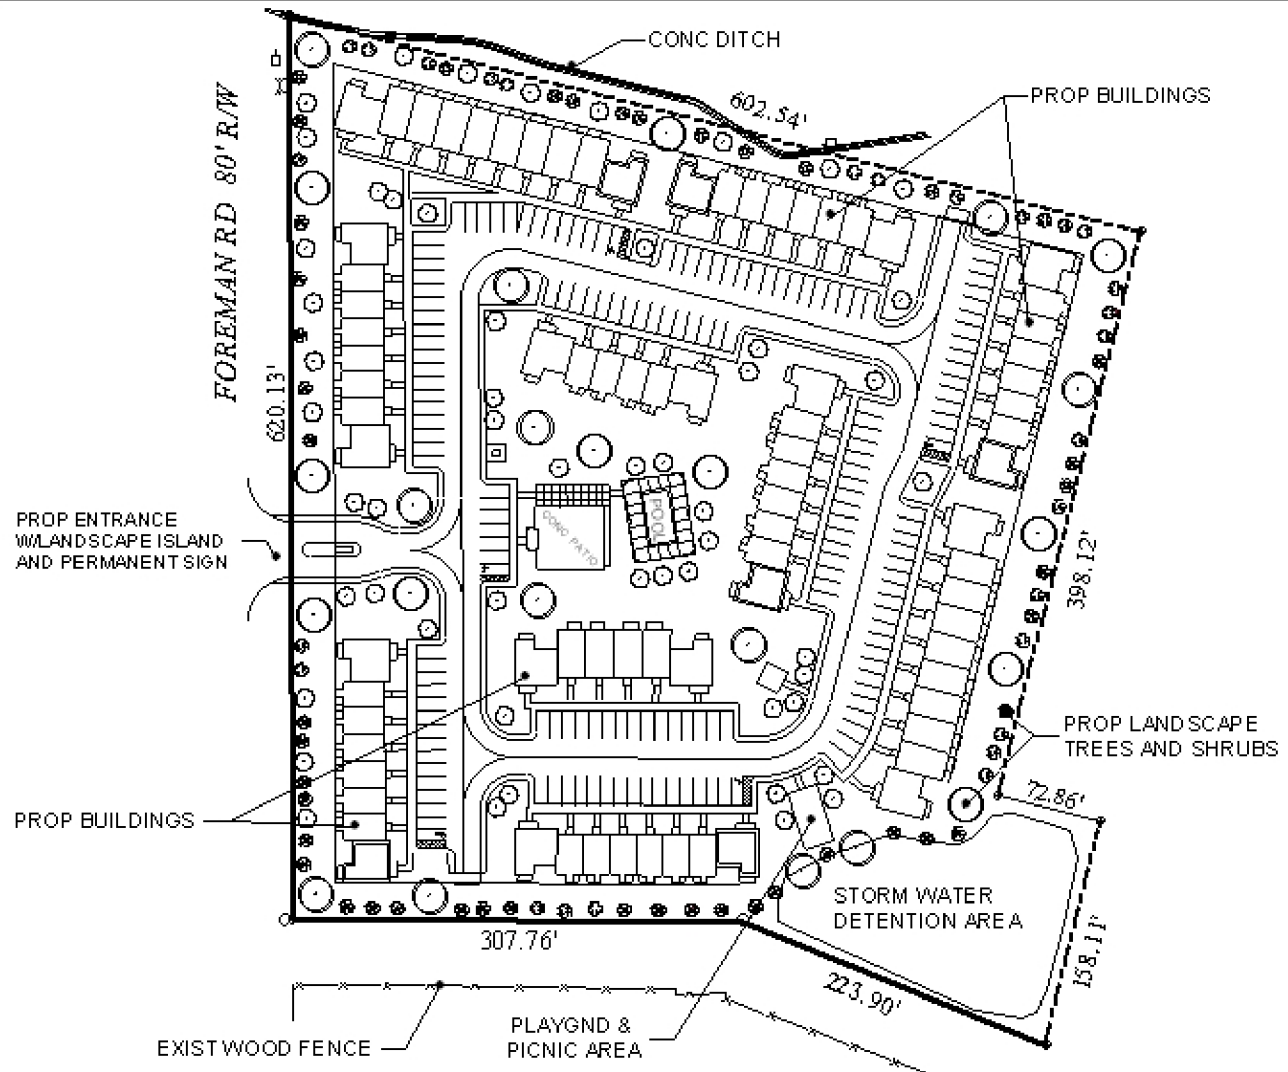 CONC DITCH
602.54'
PROP BUILDINGS
FOREMAN RD 80' R/W
620.13'
PROP ENTRANCE
W/LANDSCAPE ISLAND
AND PERMANENT SIGN
CONC PATIO
POOL
398.12'
PROP LANDSCAPE
TREES AND SHRUBS
72.86'
PROP BUILDINGS
STORM WATER
DETENTION AREA
158.11'
307.76'
223.90'
PLAYGND &
PICNIC AREA
EXIST WOOD FENCE